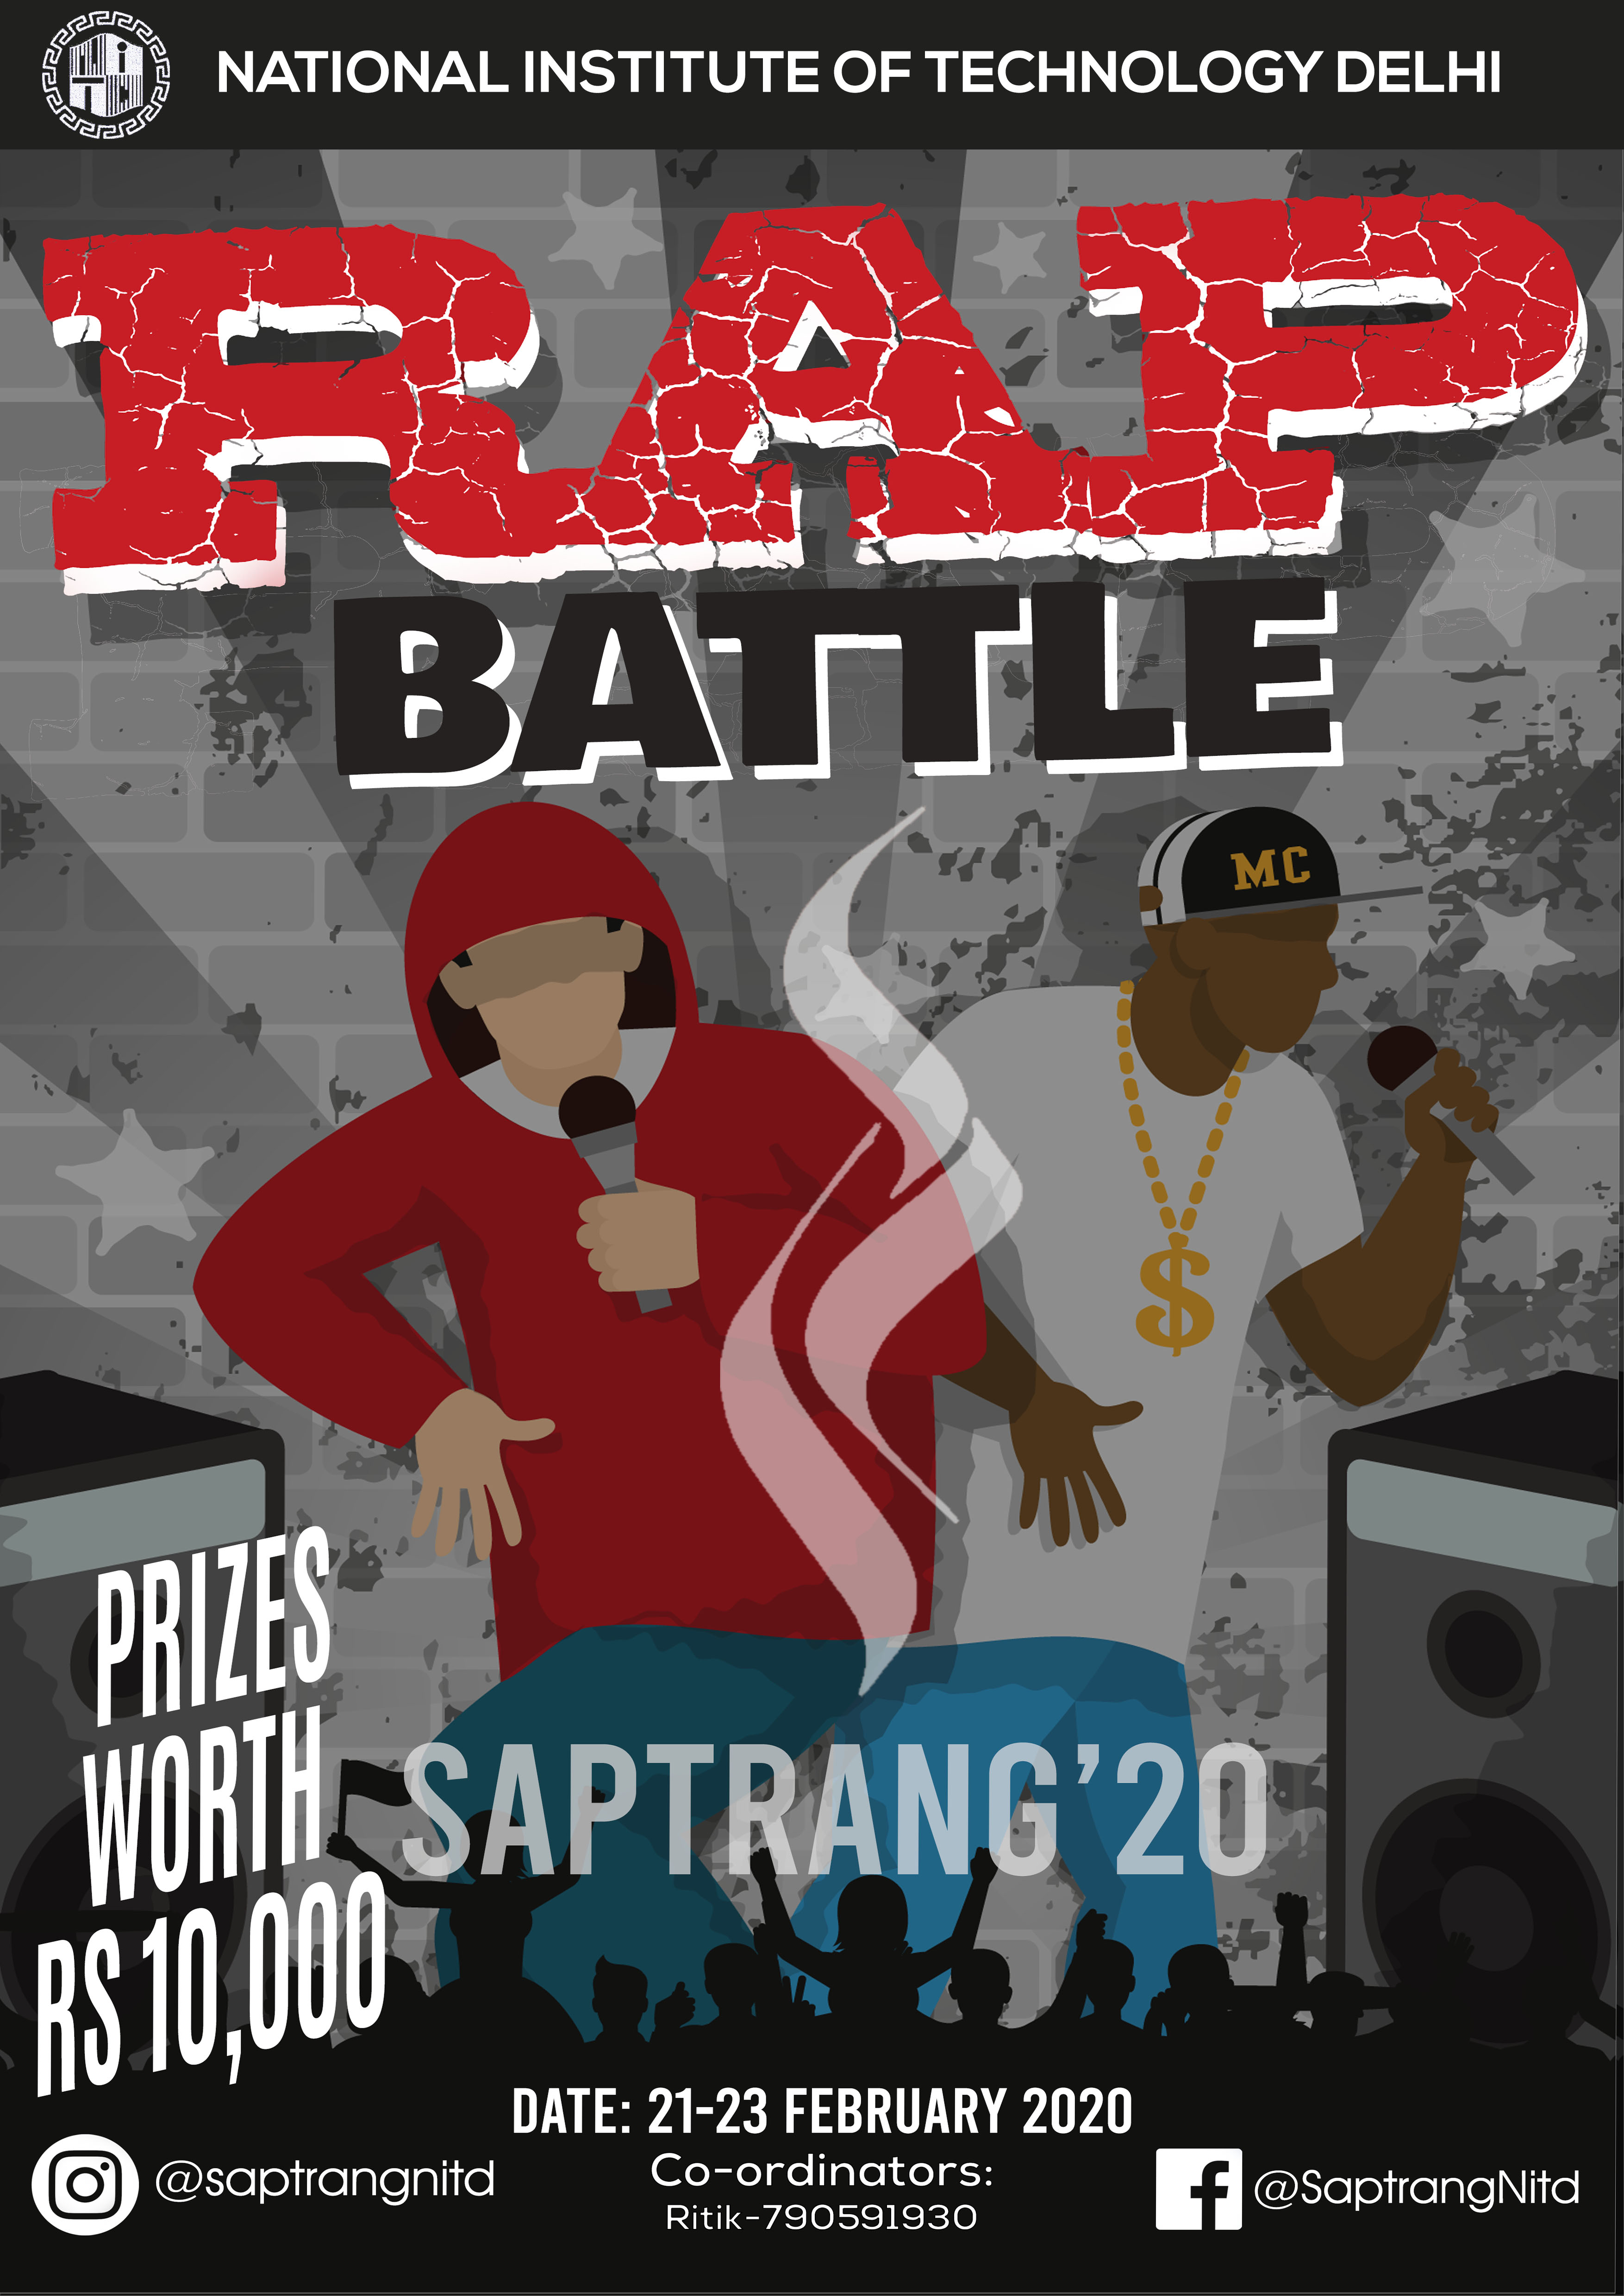 NATIONAL INSTITUTE OF TECHNOLOGY DELHI
RAP
BATTLE
MC
$
PRIZES
WORTH
RS 10,000
SAPTRANG'20
DATE: 21-23 FEBRUARY 2020
Co-ordinators:
Ritik-790591930
@saptrangnitd
@SaptrangNitd